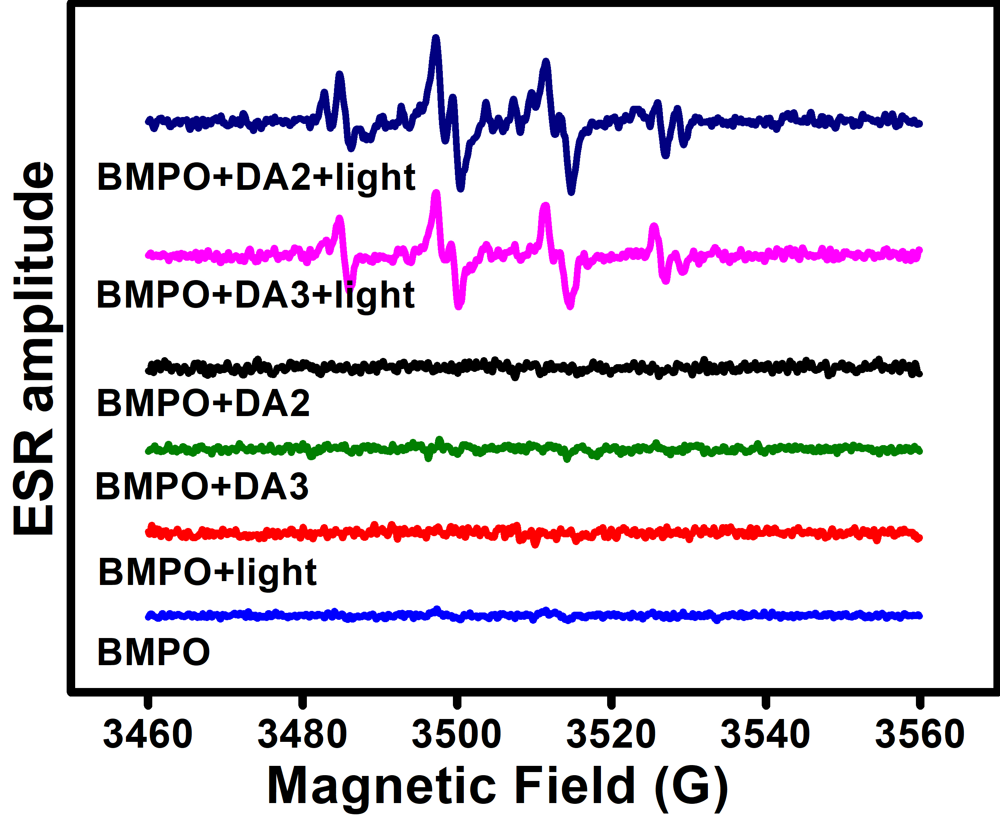 ESR amplitude
BMPO+DA2+light
BMPO+DA3+light
BMPO+DA2
BMPO+DA3
BMPO+light
BMPO
3460 3480 3500 3520 3540 3560
Magnetic Field (G)